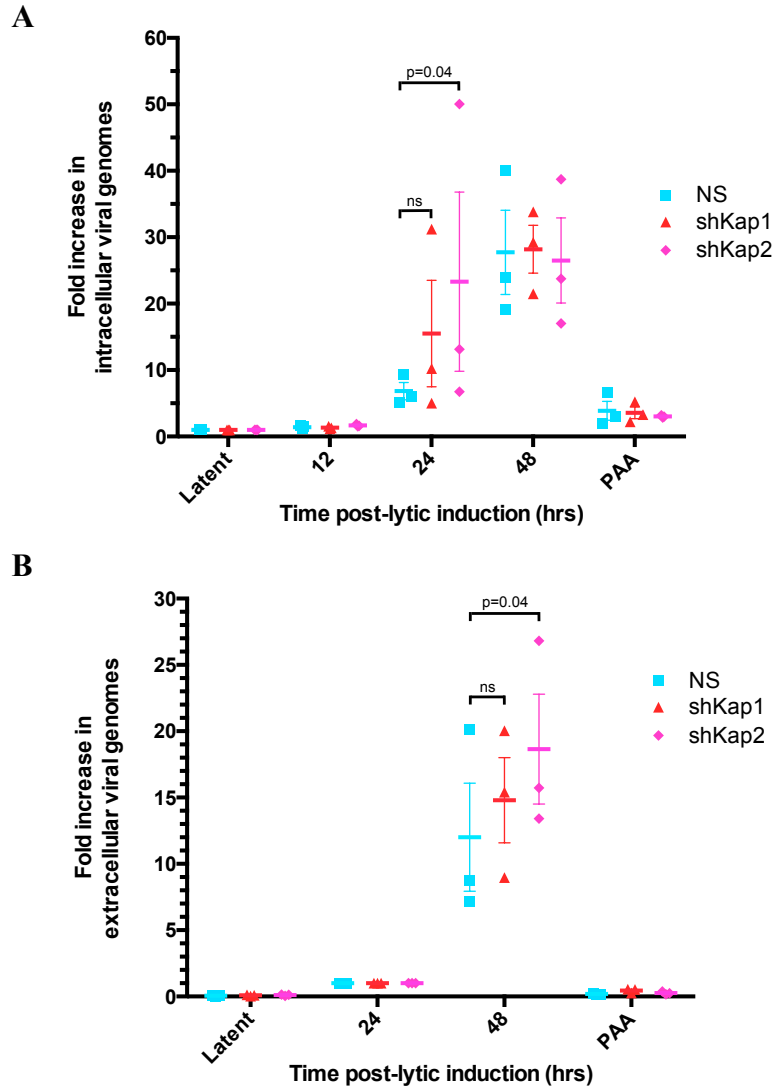 A
Fold increase in
intracellular viral genomes
60
50
40
30
20
10
0
p=0.04
ns
NS
shKap1
shKap2
Latent
12
24
48
PAA
Time post-lytic induction (hrs)
B
Fold increase in
extracellular viral genomes
30
25
20
15
10
5
0
p=0.04
ns
NS
shKap1
shKap2
Latent
24
48
PAA
Time post-lytic induction (hrs)